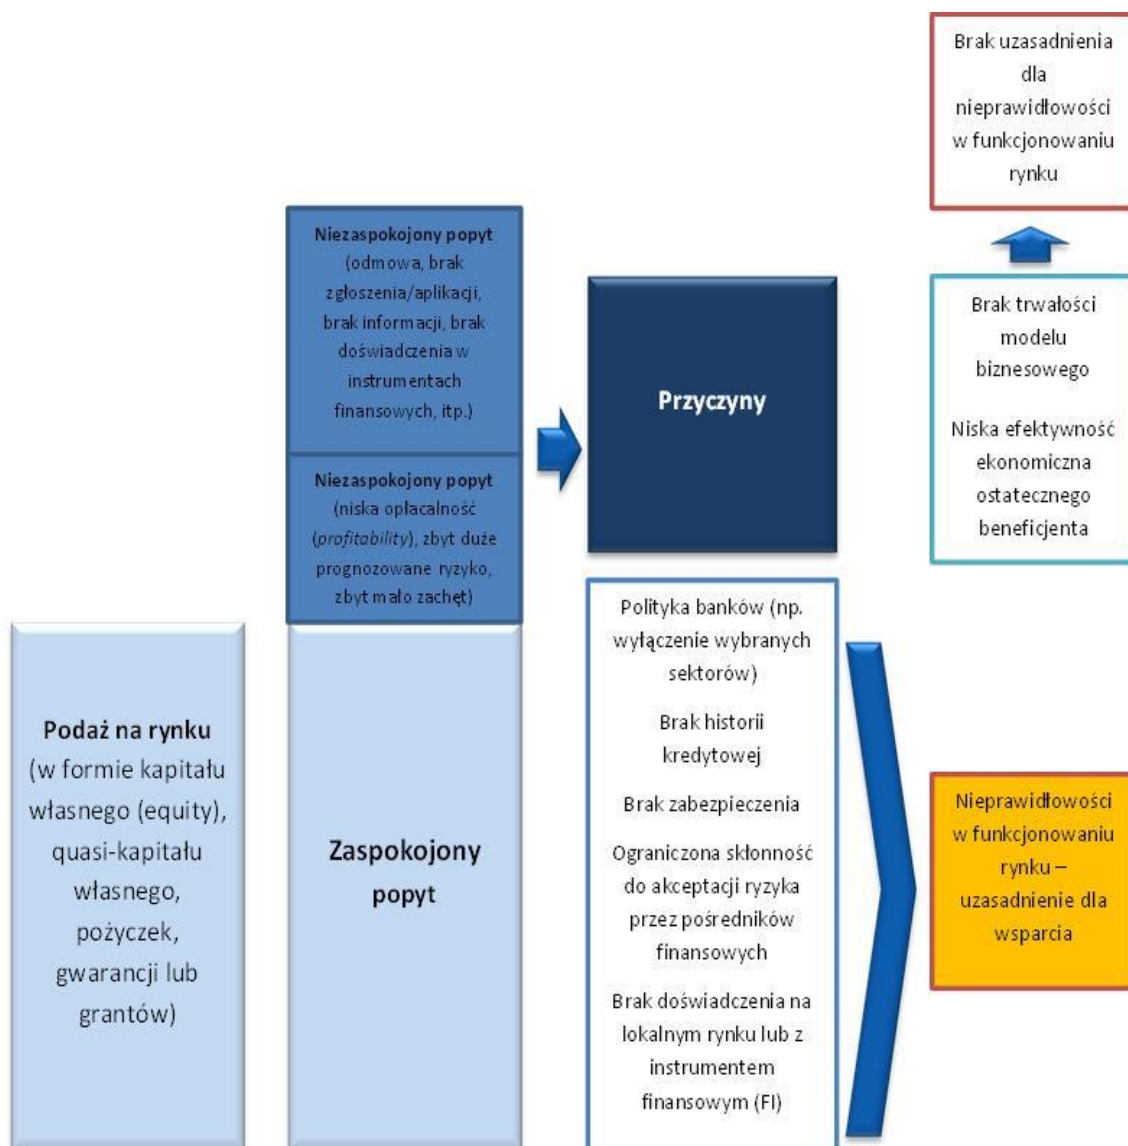 Brak uzasadnienia
dla
nieprawidłowości
w funkcjonowaniu
rynku
Niezaspokojony popyt
(odmowa, brak
zgłoszenia/aplikacji,
brak informacji, brak
doświadczenia w
instrumentach
finansowych, itp.)
Niezaspokojony popyt
(niska opłacalność
(profitability), zbyt duże
prognozowane ryzyko,
zbyt mało zachęt)
Przyczyny
Brak trwałości
modelu
biznesowego
Niska efektywność
ekonomiczna
ostatecznego
beneficjenta
Podaż na rynku
(w formie kapitału
własnego (equity),
quasi-kapitału
własnego,
pożyczek,
gwarancji lub
grantów)
Zaspokojony
popyt
Polityka banków (np.
wyłączenie wybranych
sektorów)
Brak historii
kredytowej
Brak zabezpieczenia
Ograniczona skłonność
do akceptacji ryzyka
przez pośredników
finansowych
Brak doświadczenia na
lokalnym rynku lub z
instrumentem
finansowym (FI)
Nieprawidłowości
w funkcjonowaniu
rynku –
uzasadnienie dla
wsparcia